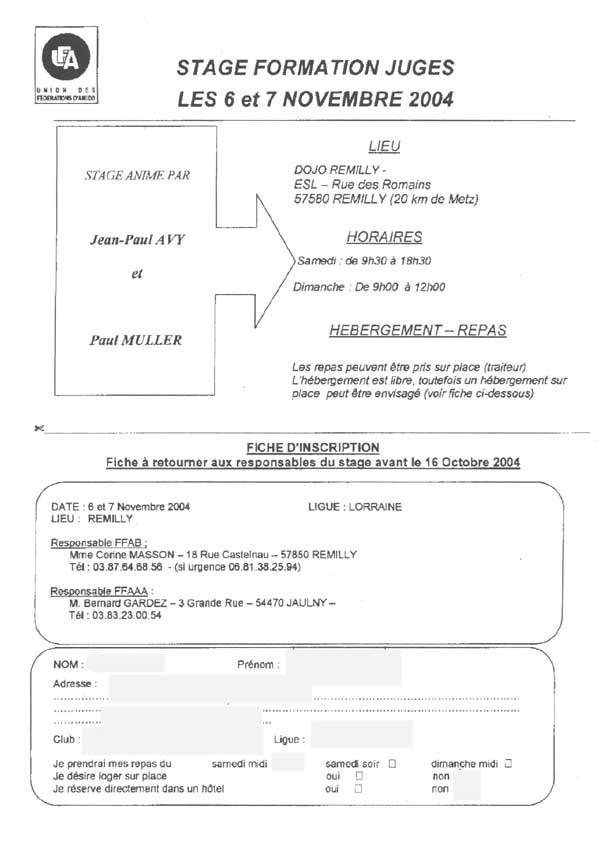 UFA
UNION DES
FEDERATIONS D'AIKIDO
STAGE FORMATION JUGES
LES 6 et 7 NOVEMBRE 2004
STAGE ANIME PAR
Jean-Paul AVY
et
Paul MULLER
LIEU
DOJO REMILLY -
ESL – Rue des Romains
57580 REMILLY (20 km de Metz)
HORAIRES
Samedi : de 9h30 à 18h30
Dimanche : De 9h00 à 12h00
HEBERGEMENT – REPAS
Les repas peuvent être pris sur place (traiteur)
L'hébergement est libre, toutefois un hébergement sur
place peut être envisagé (voir fiche ci-dessous)
FICHE D'INSCRIPTION
Fiche à retourner aux responsables du stage avant le 16 Octobre 2004
DATE : 6 et 7 Novembre 2004 LIGUE : LORRAINE
LIEU : REMILLY
Responsable FFAB :
Mme Corine MASSON – 18 Rue Castelnau – 57850 REMILLY
Tél : 03.87.64.68.56 - (si urgence 06.81.38.25.94)
Responsable FFAAA :
M. Bernard GARDEZ – 3 Grande Rue – 54470 JAULNY –
Tél : 03.83.23.00.54
NOM : Prénom :
Adresse :
Club : Ligue :
Je prendrai mes repas du samedi midi samedi soir □ dimanche midi □
Je désire loger sur place oui □ non
Je réserve directement dans un hôtel oui □ non